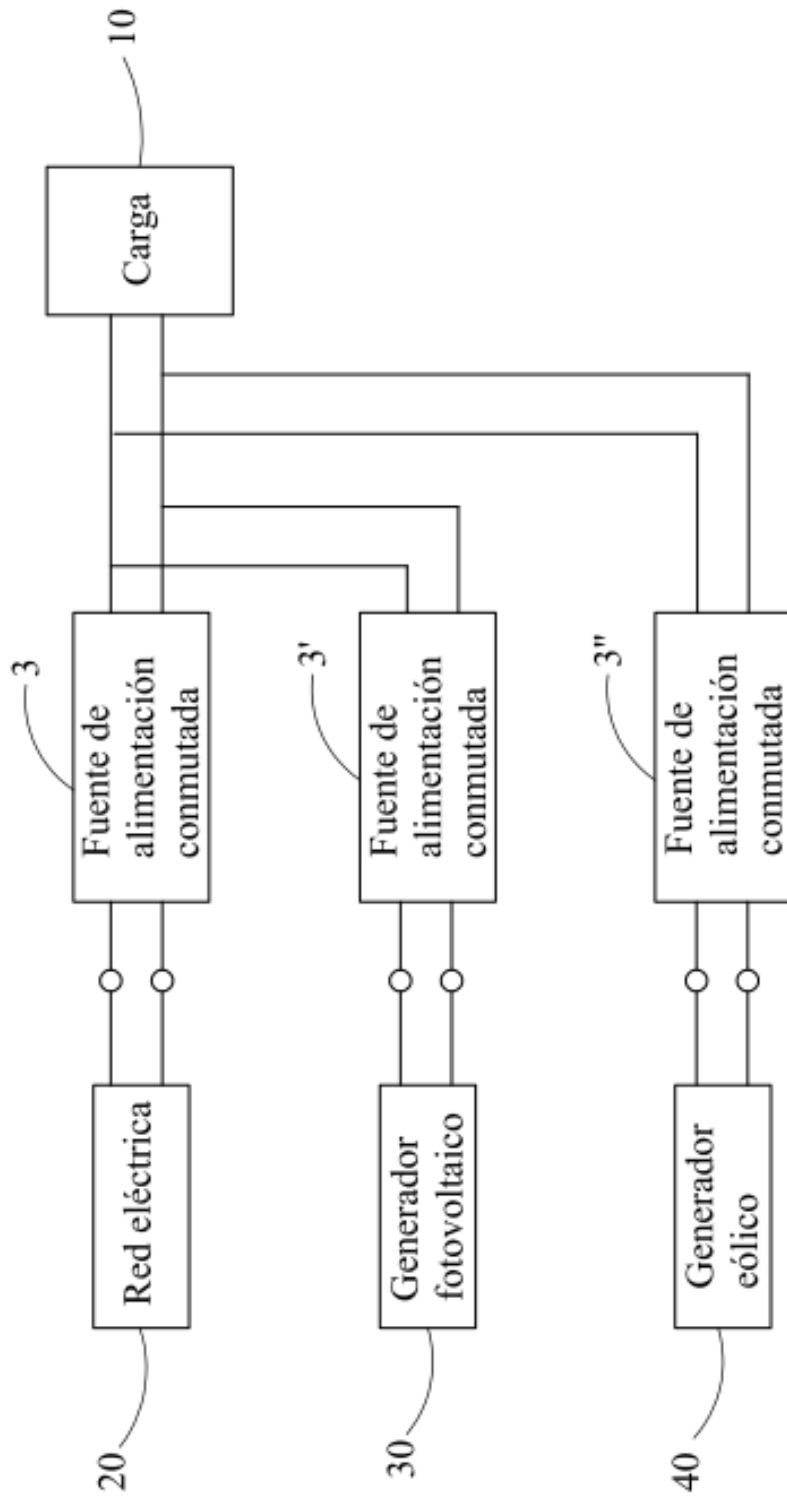 10
Carga
3
Fuente de
alimentación
conmutada
Red eléctrica
20
3'
Fuente de
alimentación
conmutada
Generador
fotovoltaico
30
3"
Fuente de
alimentación
conmutada
Generador
eólico
40